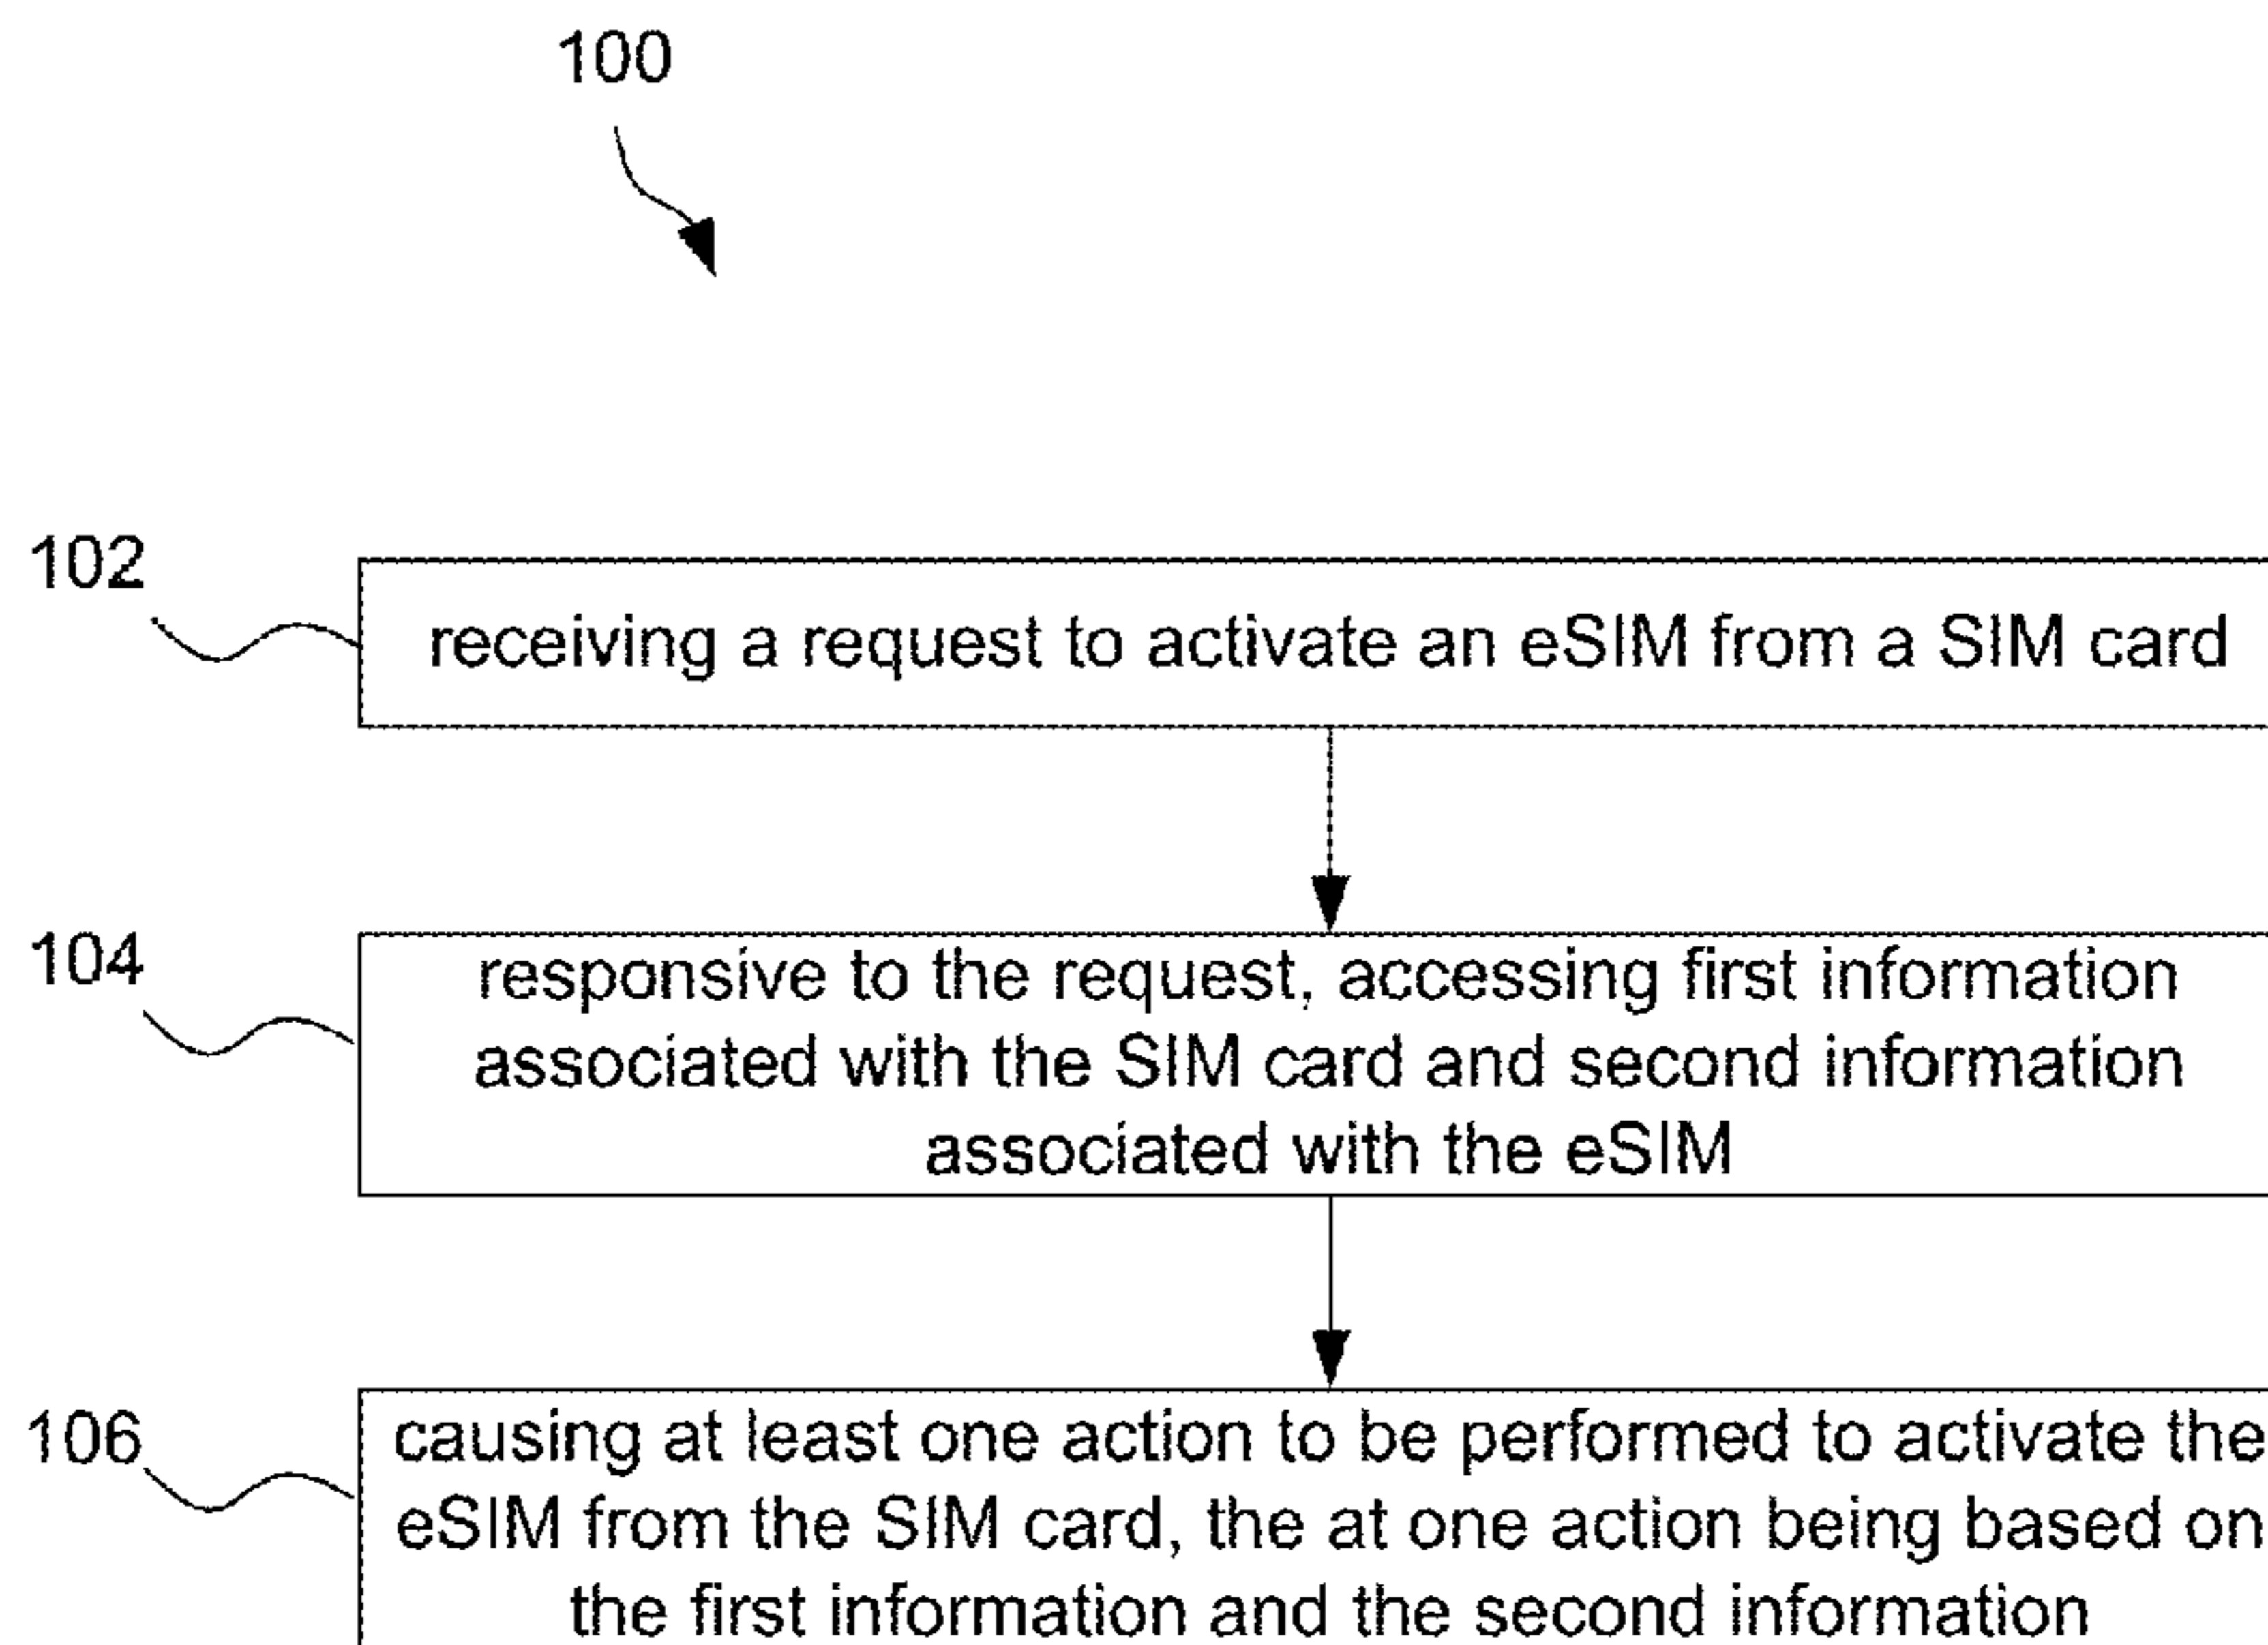 100
102
receiving a request to activate an eSIM from a SIM card
104
responsive to the request, accessing first information
associated with the SIM card and second information
associated with the eSIM
106
causing at least one action to be performed to activate the
eSIM from the SIM card, the at one action being based on
the first information and the second information